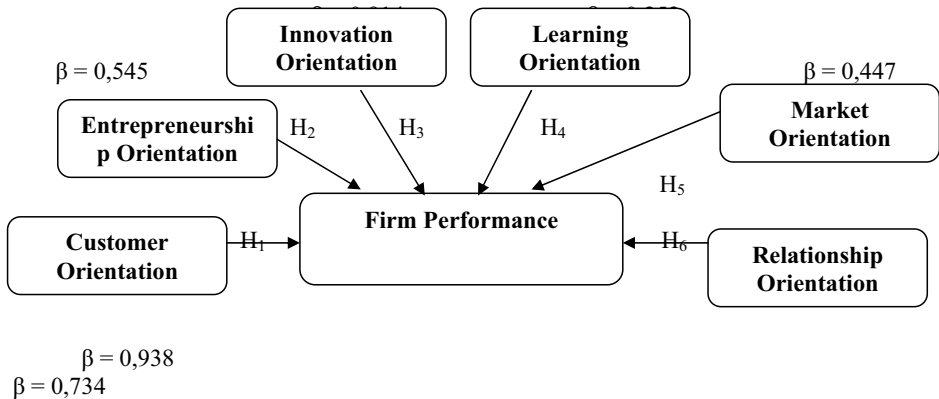 Innovation
Orientation
Learning
Orientation
β = 0,545
β = 0,447
Entrepreneurshi
p Orientation
H2
H3
H4
Market
Orientation
H5
Firm Performance
Customer
Orientation
H1
H6
Relationship
Orientation
β = 0,938
β = 0,734